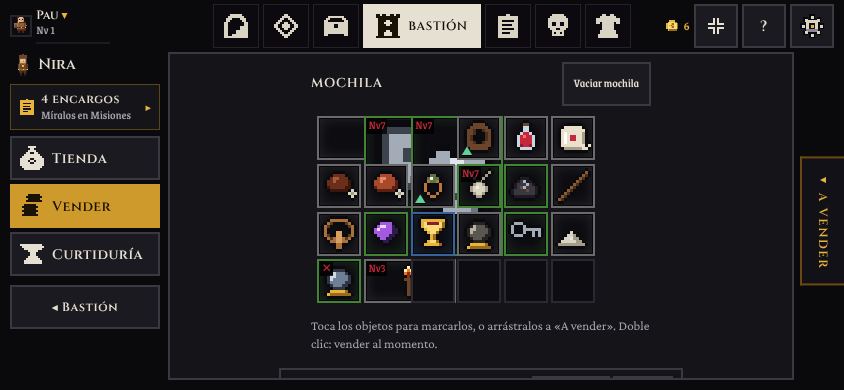 Pau ▾
Nv 1
BASTIÓN
6
?
Nira
4 ENCARGOS
Míralos en Misiones
▸
TIENDA
VENDER
CURTIDURÍA
◂ BASTIÓN
MOCHILA
Vaciar mochila
Nv7
Nv7
Nv7
Nv3
Toca los objetos para marcarlos, o arrástralos a «A vender». Doble
clic: vender al momento.
◂ A VENDER